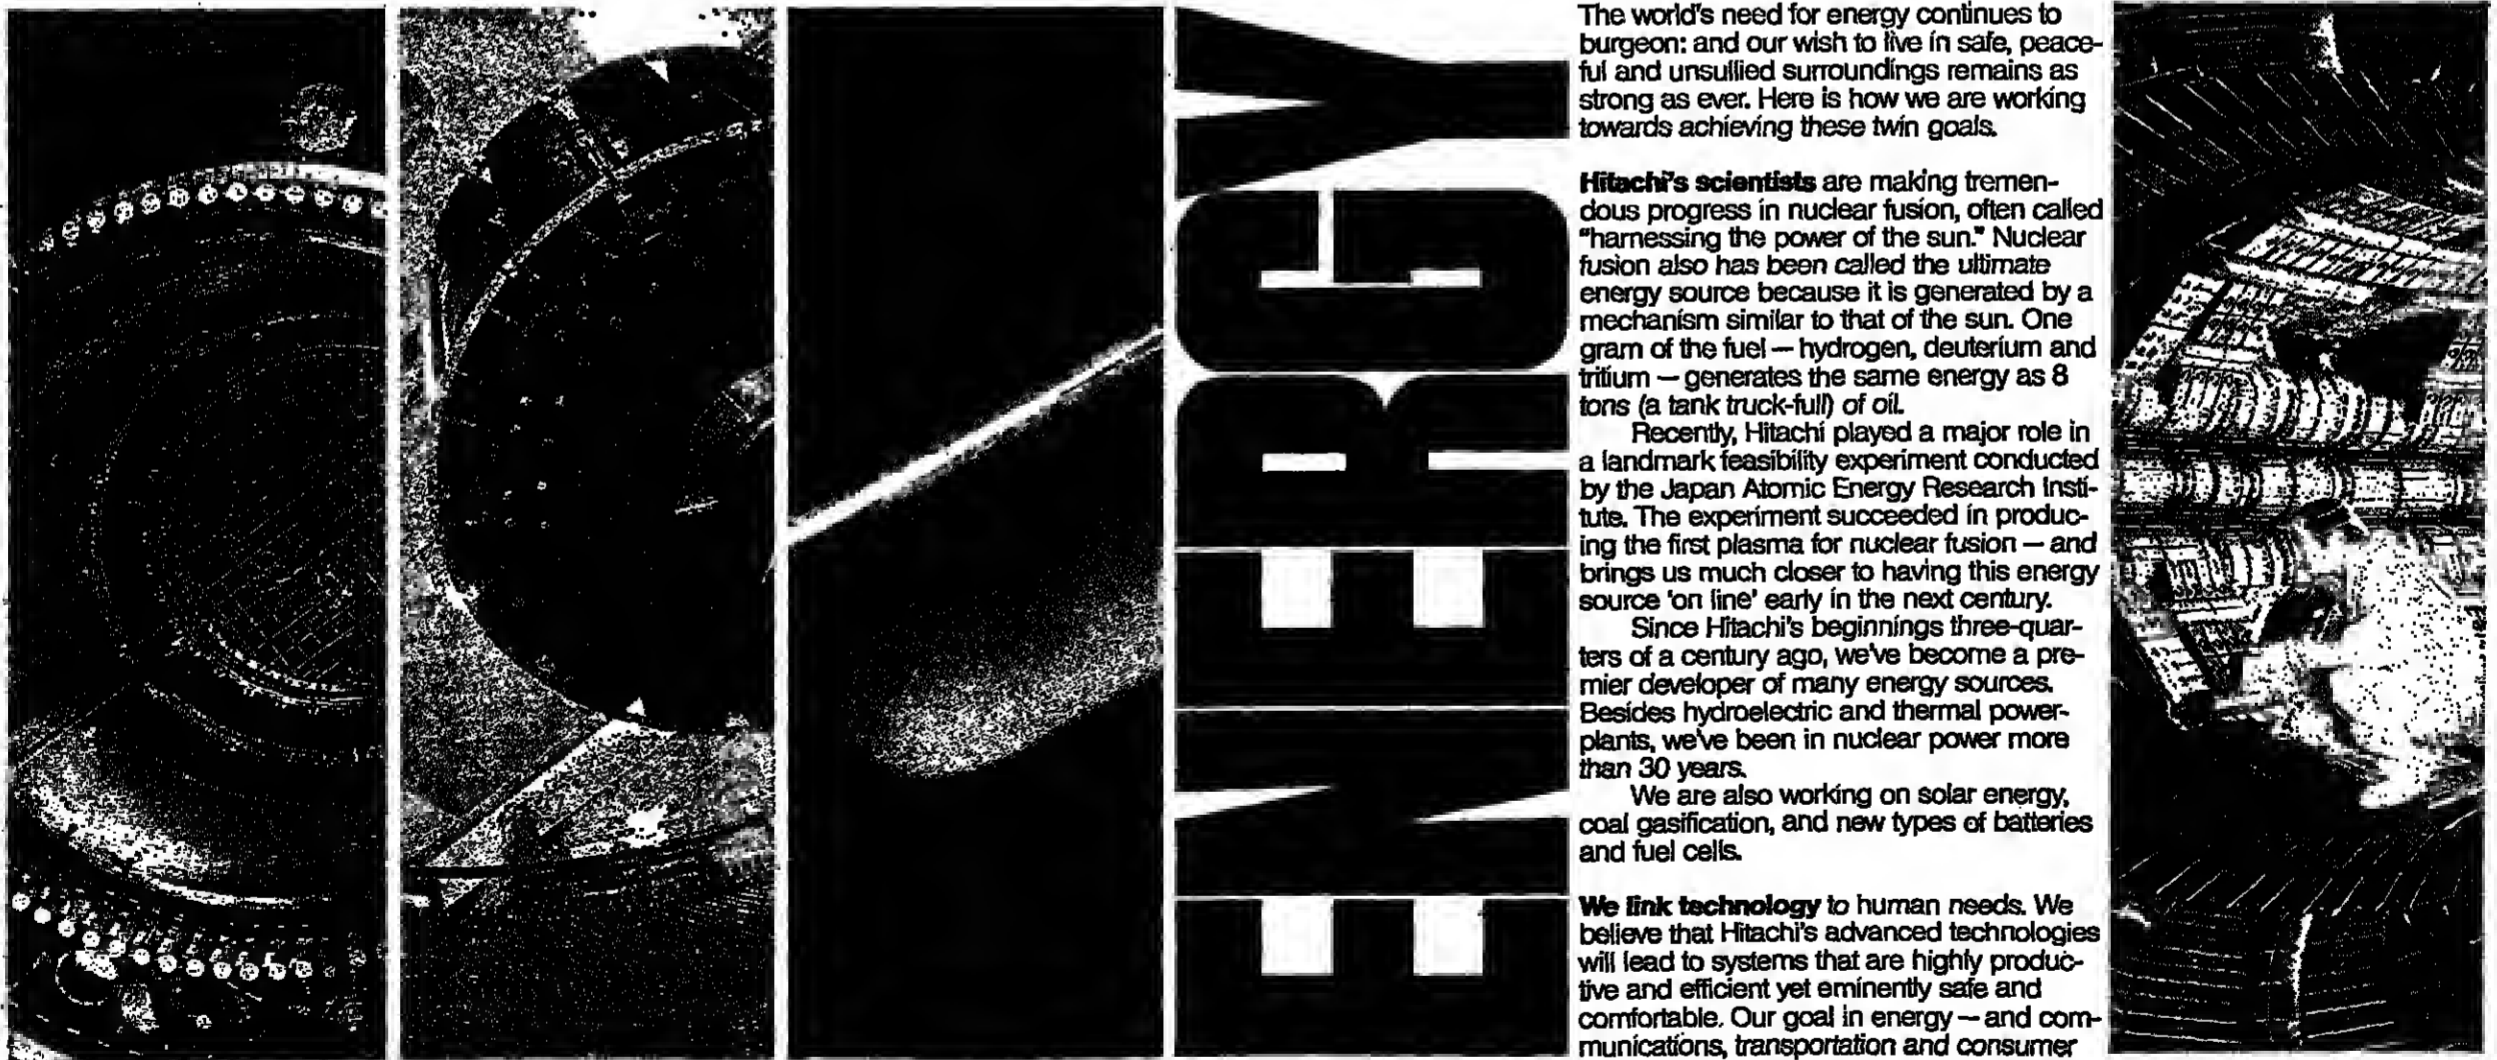 ENERGY
The world's need for energy continues to
burgeon: and our wish to live in safe, peace-
ful and unsullied surroundings remains as
strong as ever. Here is how we are working
towards achieving these twin goals.
Hitachi's scientists are making tremen-
dous progress in nuclear fusion, often called
"harnessing the power of the sun." Nuclear
fusion also has been called the ultimate
energy source because it is generated by a
mechanism similar to that of the sun. One
gram of the fuel — hydrogen, deuterium and
tritium — generates the same energy as 8
tons (a tank truck-full) of oil.
Recently, Hitachi played a major role in
a landmark feasibility experiment conducted
by the Japan Atomic Energy Research Insti-
tute. The experiment succeeded in produc-
ing the first plasma for nuclear fusion — and
brings us much closer to having this energy
source 'on line' early in the next century.
Since Hitachi's beginnings three-quar-
ters of a century ago, we've become a pre-
mier developer of many energy sources.
Besides hydroelectric and thermal power-
plants, we've been in nuclear power more
than 30 years.
We are also working on solar energy,
coal gasification, and new types of batteries
and fuel cells.
We link technology to human needs. We
believe that Hitachi's advanced technologies
will lead to systems that are highly produc-
tive and efficient yet eminently safe and
comfortable. Our goal in energy — and com-
munications, transportation and consumer